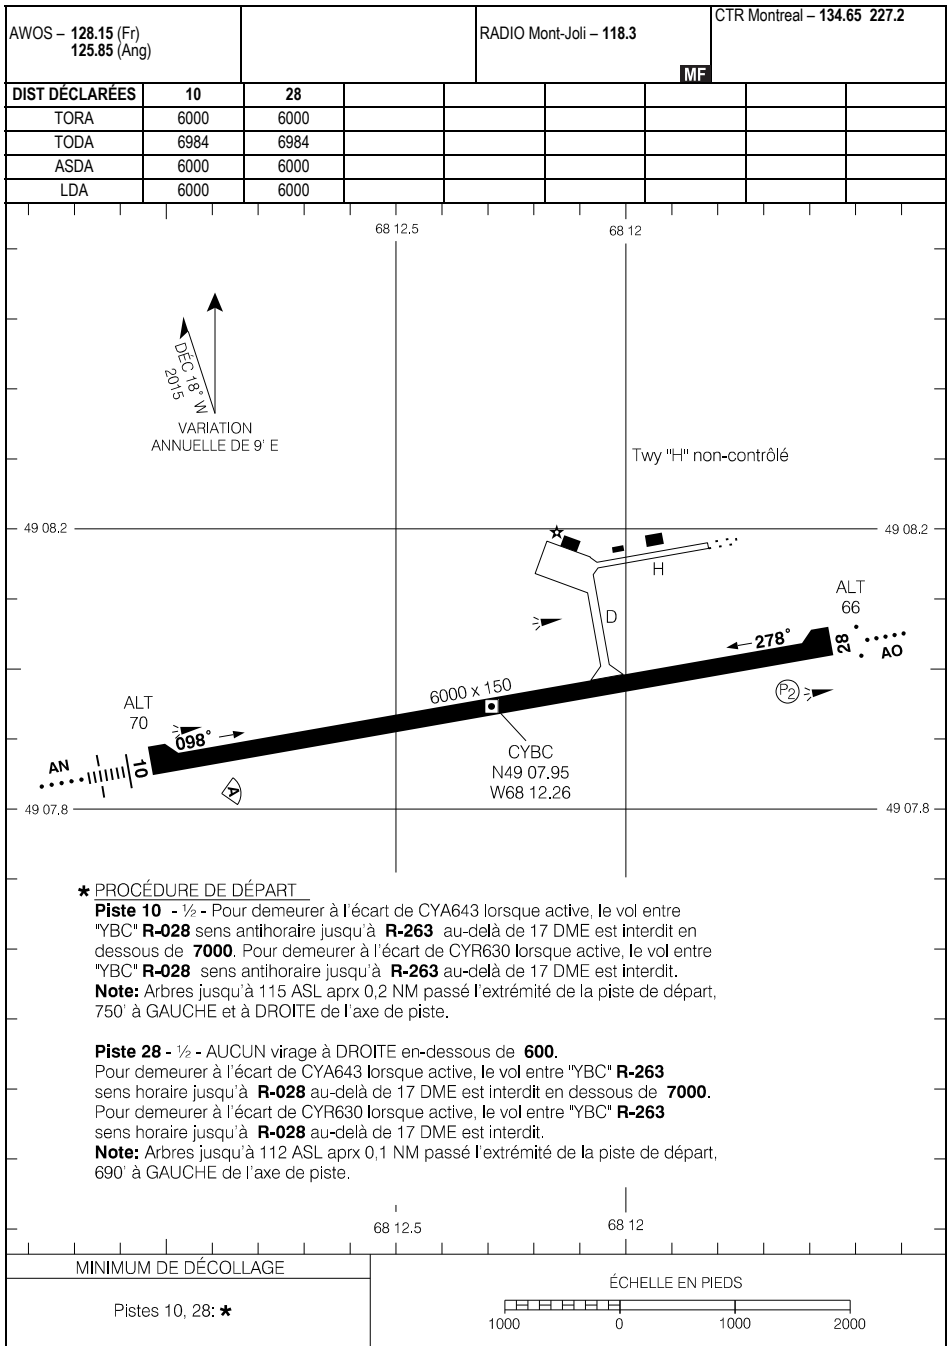 AWOS – 128.15 (Fr)
125.85 (Ang)
RADIO Mont-Joli – 118.3
MF
CTR Montreal – 134.65 227.2
DIST DÉCLARÉES 10 28
TORA 6000 6000
TODA 6984 6984
ASDA 6000 6000
LDA 6000 6000
68 12.5 68 12
DÉC 18° W
2015
VARIATION
ANNUELLE DE 9' E
Twy "H" non-contrôlé
49 08.2 49 08.2
H
D
ALT
66
278°
28
AO
P2
6000 x 150
ALT
70
098°
10
AN
A
CYBC
N49 07.95
W68 12.26
49 07.8 49 07.8
* PROCÉDURE DE DÉPART
Piste 10 - ½ - Pour demeurer à l'écart de CYA643 lorsque active, le vol entre
"YBC" R-028 sens antihoraire jusqu'à R-263 au-delà de 17 DME est interdit en
dessous de 7000. Pour demeurer à l'écart de CYR630 lorsque active, le vol entre
"YBC" R-028 sens antihoraire jusqu'à R-263 au-delà de 17 DME est interdit.
Note: Arbres jusqu'à 115 ASL aprx 0,2 NM passé l'extrémité de la piste de départ,
750' à GAUCHE et à DROITE de l'axe de piste.
Piste 28 - ½ - AUCUN virage à DROITE en-dessous de 600.
Pour demeurer à l'écart de CYA643 lorsque active, le vol entre "YBC" R-263
sens horaire jusqu'à R-028 au-delà de 17 DME est interdit en dessous de 7000.
Pour demeurer à l'écart de CYR630 lorsque active, le vol entre "YBC" R-263
sens horaire jusqu'à R-028 au-delà de 17 DME est interdit.
Note: Arbres jusqu'à 112 ASL aprx 0,1 NM passé l'extrémité de la piste de départ,
690' à GAUCHE de l'axe de piste.
68 12.5 68 12
MINIMUM DE DÉCOLLAGE
Pistes 10, 28: *
ÉCHELLE EN PIEDS
1000 0 1000 2000